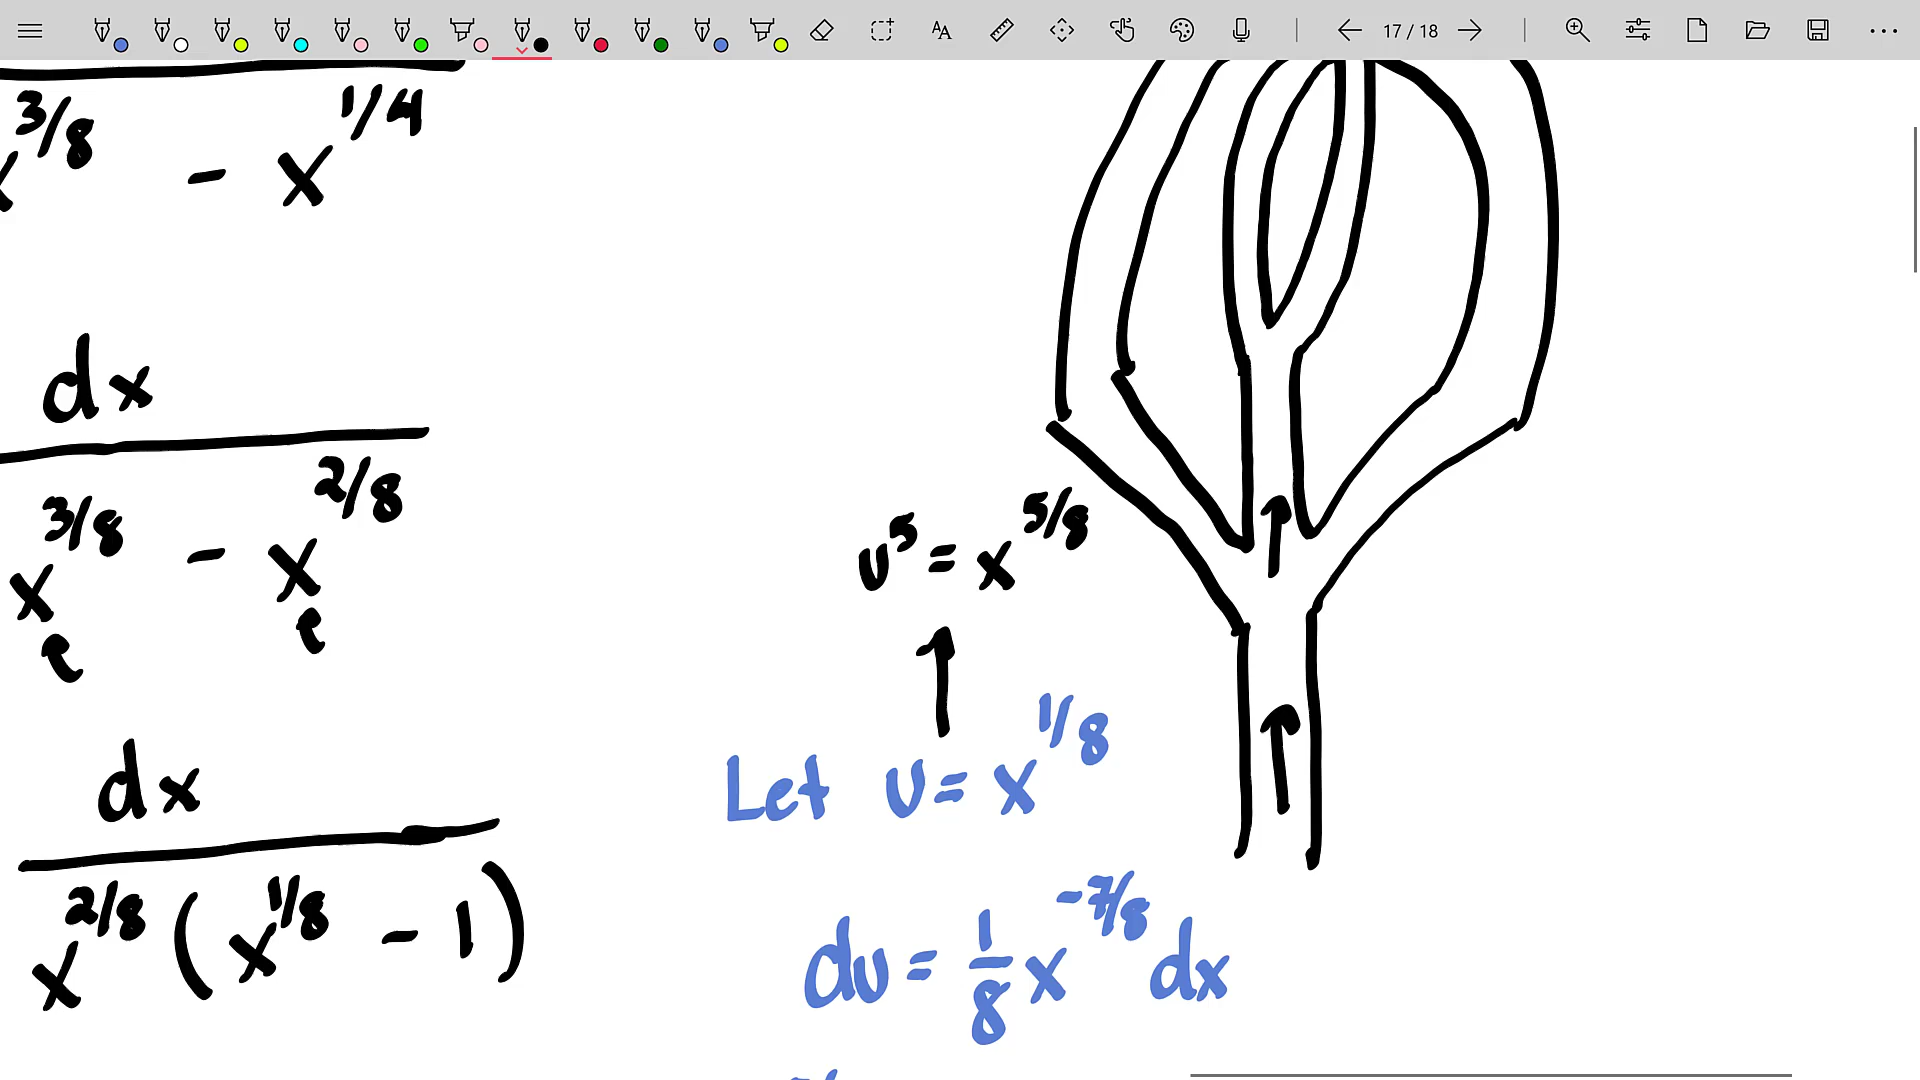 17 / 18
x^{3/8} - x^{1/4}
dx
x^{3/8} - x^{2/8}
u^5 = x^{5/8}
dx
Let u = x^{1/8}
x^{2/8} (x^{1/8} - 1)
du = \frac{1}{8} x^{-7/8} dx